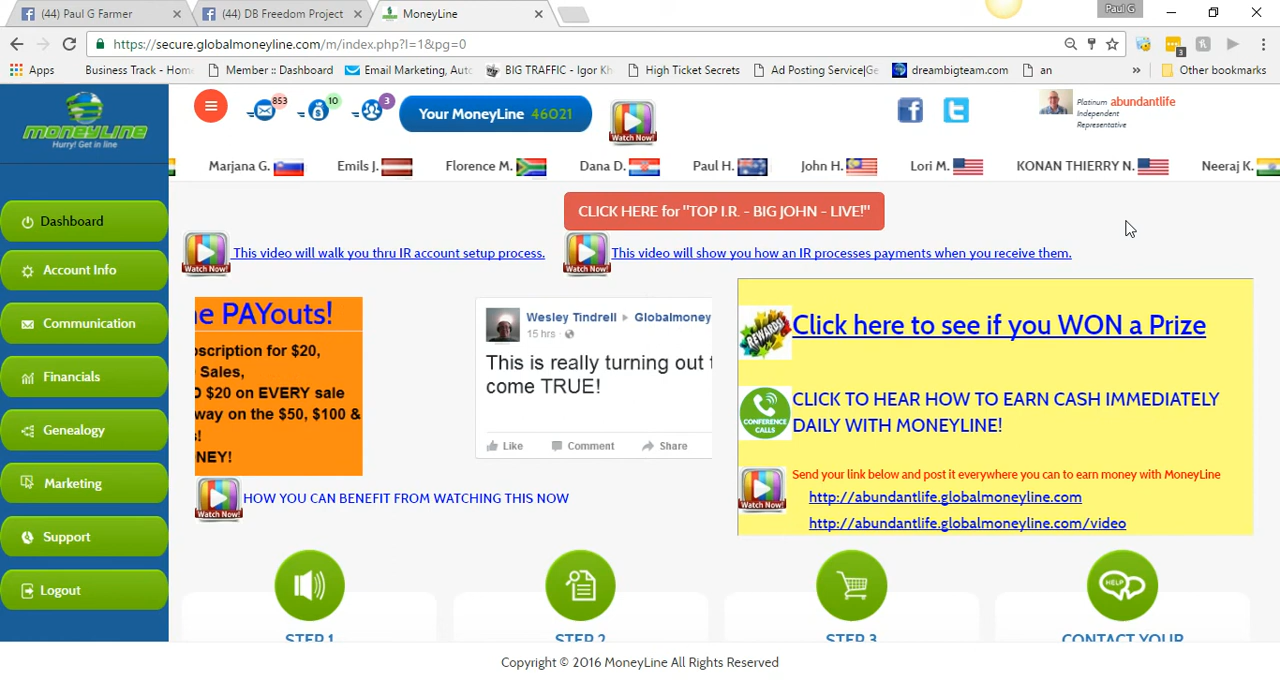 (44) Paul G Farmer
(44) DB Freedom Project
MoneyLine
Paul G
https://secure.globalmoneyline.com/m/index.php?l=1&pg=0
3
Apps
Business Track - Home
Member :: Dashboard
Email Marketing, Aut
BIG TRAFFIC - Igor Kh
High Ticket Secrets
Ad Posting Service|Ge
dreambigteam.com
an
»
Other bookmarks
MONEYLINE
Hurry! Get in line
853
10
3
Your MoneyLine 46021
Watch Now!
Platinum abundantlife
Independent
Representative
Marjana G.
Emils J.
Florence M.
Dana D.
Paul H.
John H.
Lori M.
KONAN THIERRY N.
Neeraj K.
CLICK HERE for "TOP I.R. - BIG JOHN - LIVE!"
Dashboard
Account Info
Communication
Financials
Genealogy
Marketing
Support
Logout
Watch Now!
This video will walk you thru IR account setup process.
Watch Now!
This video will show you how an IR processes payments when you receive them.
e PAYouts!
bscription for $20,
Sales,
D $20 on EVERY sale
way on the $50, $100 &
s!
NEY!
Wesley Tindrell ▸ Globalmoney
15 hrs ·
This is really turning out t
come TRUE!
Like
Comment
Share
Watch Now!
HOW YOU CAN BENEFIT FROM WATCHING THIS NOW
REWARDS
Click here to see if you WON a Prize
CONFERENCE
CALLS
CLICK TO HEAR HOW TO EARN CASH IMMEDIATELY
DAILY WITH MONEYLINE!
Watch Now!
Send your link below and post it everywhere you can to earn money with MoneyLine
http://abundantlife.globalmoneyline.com
http://abundantlife.globalmoneyline.com/video
HELP
STEP 1
STEP 2
STEP 3
CONTACT YOUR
Copyright © 2016 MoneyLine All Rights Reserved